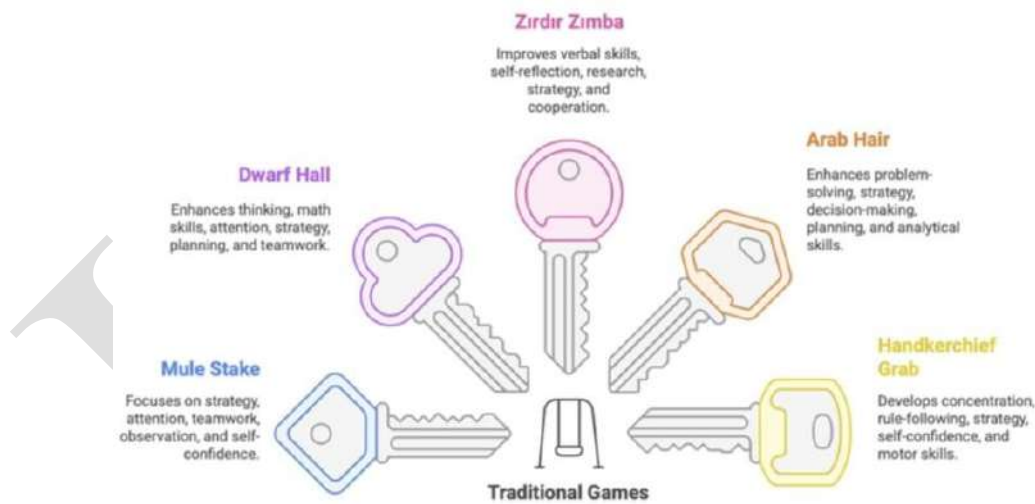 Zırdır Zımba
Improves verbal skills,
self-reflection, research,
strategy, and
cooperation.
Arab Hair
Enhances problem-
solving, strategy,
decision-making,
planning, and analytical
skills.
Dwarf Hall
Enhances thinking, math
skills, attention, strategy,
planning, and teamwork.
Handkerchief
Grab
Develops concentration,
rule-following, strategy,
self-confidence, and
motor skills.
Mule Stake
Focuses on strategy,
attention, teamwork,
observation, and self-
confidence.
Traditional Games